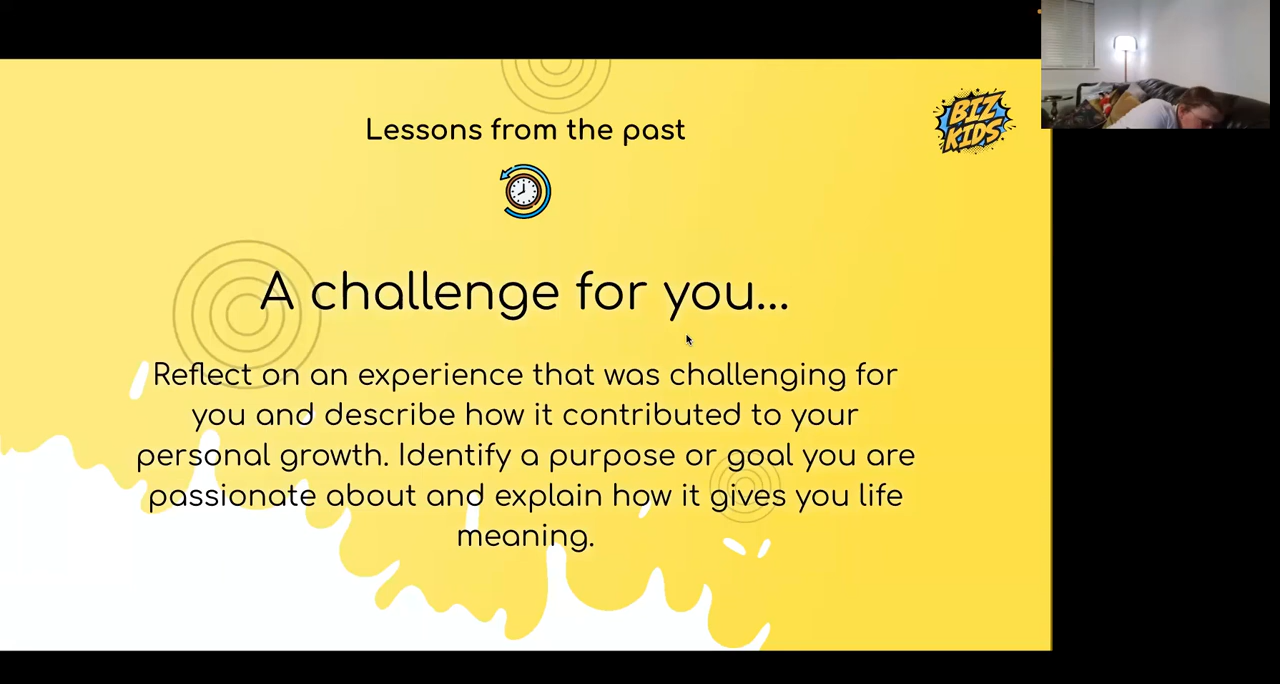 Lessons from the past
BIZ
KIDS
A challenge for you...
Reflect on an experience that was challenging for
you and describe how it contributed to your
personal growth. Identify a purpose or goal you are
passionate about and explain how it gives you life
meaning.